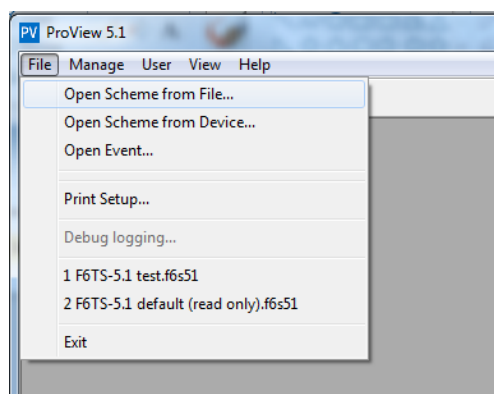 PV ProView 5.1
File Manage User View Help
Open Scheme from File...
Open Scheme from Device...
Open Event...
Print Setup...
Debug logging...
1 F6TS-5.1 test.f6s51
2 F6TS-5.1 default (read only).f6s51
Exit